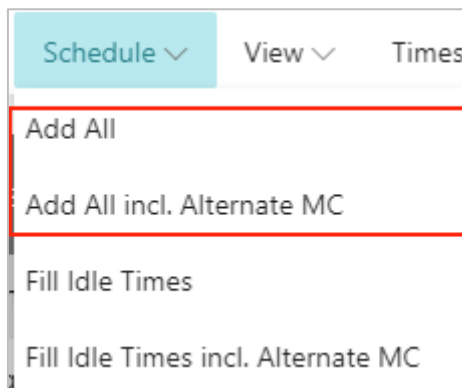 Schedule View Times
Add All
Add All incl. Alternate MC
Fill Idle Times
Fill Idle Times incl. Alternate MC